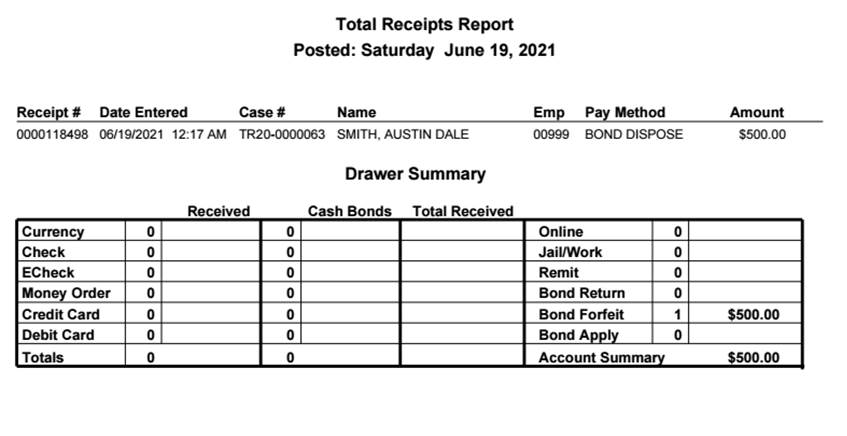 Total Receipts Report
Posted: Saturday June 19, 2021
Receipt # Date Entered Case # Name Emp Pay Method Amount
0000118498 06/19/2021 12:17 AM TR20-0000063 SMITH, AUSTIN DALE 00999 BOND DISPOSE $500.00
Drawer Summary
Received Cash Bonds Total Received
Currency 0 0 Online 0
Check 0 0 Jail/Work 0
ECheck 0 0 Remit 0
Money Order 0 0 Bond Return 0
Credit Card 0 0 Bond Forfeit 1 $500.00
Debit Card 0 0 Bond Apply 0
Totals 0 0 Account Summary $500.00